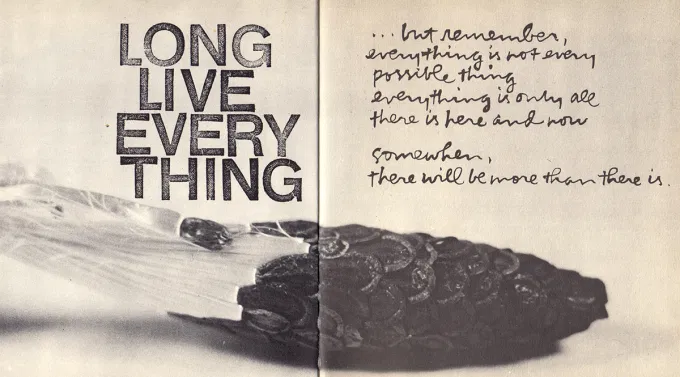 LONG
LIVE
EVERY
THING
... but remember,
everything is not every
possible thing
everything is only all
there is here and now
somewhen,
there will be more than there is.